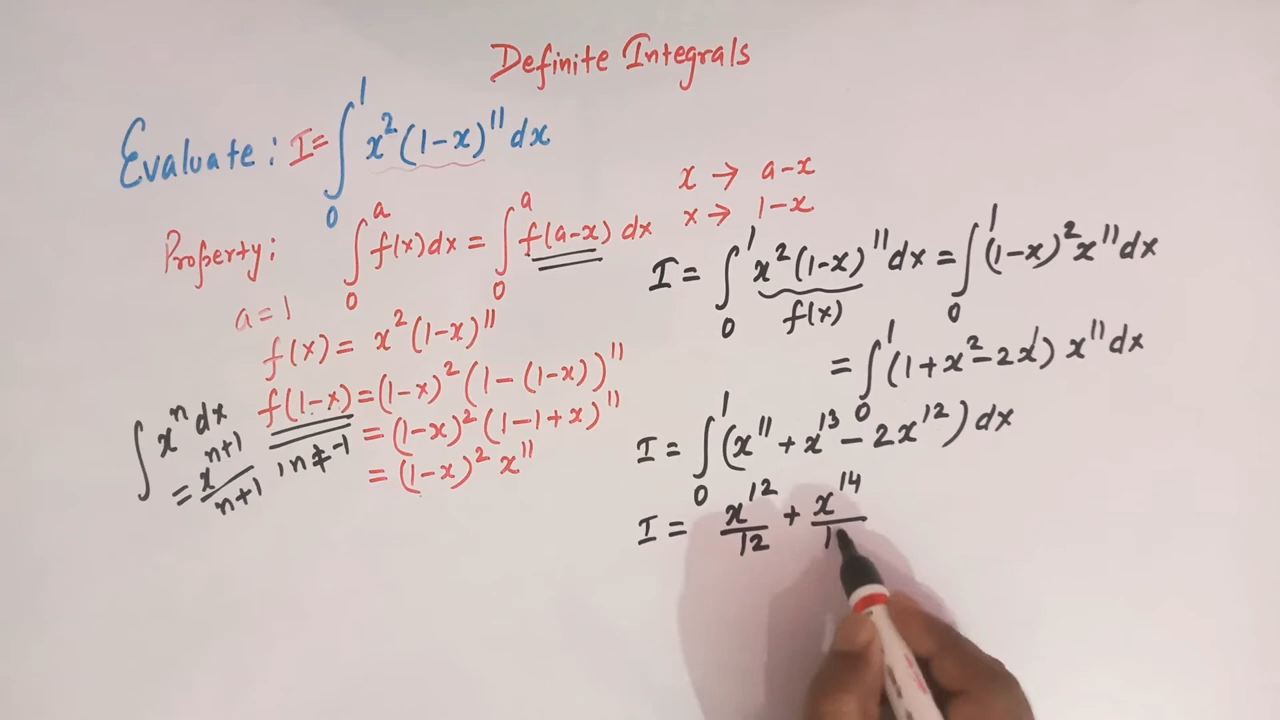 Definite Integrals
Evaluate: I = ∫₀¹ x²(1-x)¹¹ dx
Property: ∫₀ᵃ f(x) dx = ∫₀ᵃ f(a-x) dx
x → a-x
x → 1-x
a = 1
f(x) = x²(1-x)¹¹
f(1-x) = (1-x)²(1-(1-x))¹¹
= (1-x)²(1-1+x)¹¹
= (1-x)² x¹¹
∫ xⁿ dx
= xⁿ⁺¹/n+1 , n ≠ -1
I = ∫₀¹ x²(1-x)¹¹ dx = ∫₀¹ (1-x)² x¹¹ dx
f(x)
= ∫₀¹ (1+x²-2x) x¹¹ dx
I = ∫₀¹ (x¹¹ + x¹³ - 2x¹²) dx
I = x¹²/12 + x¹⁴/1